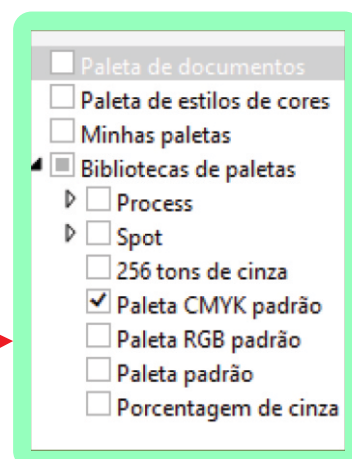 Paleta de documentos
Paleta de estilos de cores
Minhas paletas
Bibliotecas de paletas
Process
Spot
256 tons de cinza
Paleta CMYK padrão
Paleta RGB padrão
Paleta padrão
Porcentagem de cinza